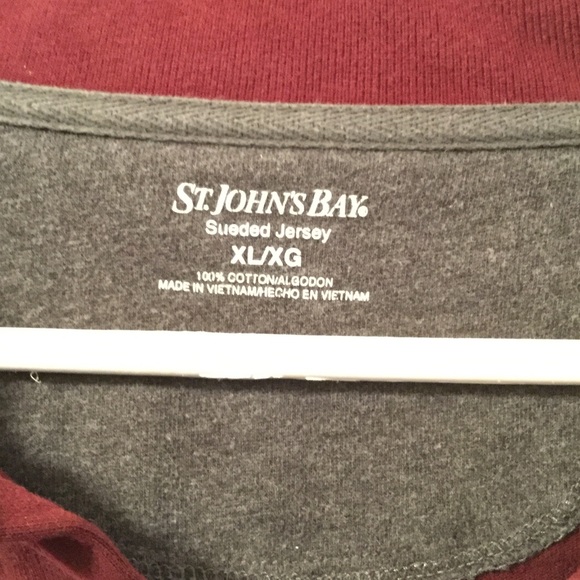 ST. JOHN'S BAY®
Sueded Jersey
XL/XG
100% COTTON/ALGODON
MADE IN VIETNAM/HECHO EN VIETNAM